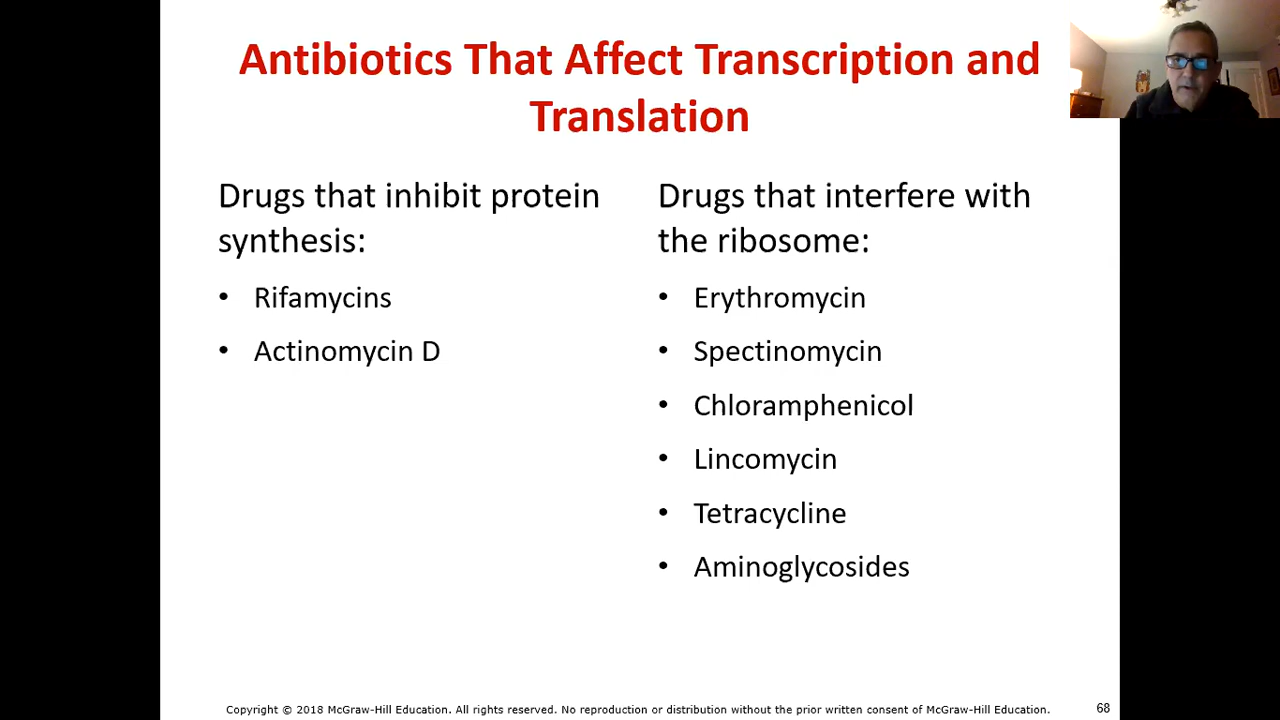 Antibiotics That Affect Transcription and
Translation
Drugs that inhibit protein
synthesis:
• Rifamycins
• Actinomycin D
Drugs that interfere with
the ribosome:
• Erythromycin
• Spectinomycin
• Chloramphenicol
• Lincomycin
• Tetracycline
• Aminoglycosides
Copyright © 2018 McGraw-Hill Education. All rights reserved. No reproduction or distribution without the prior written consent of McGraw-Hill Education.
68